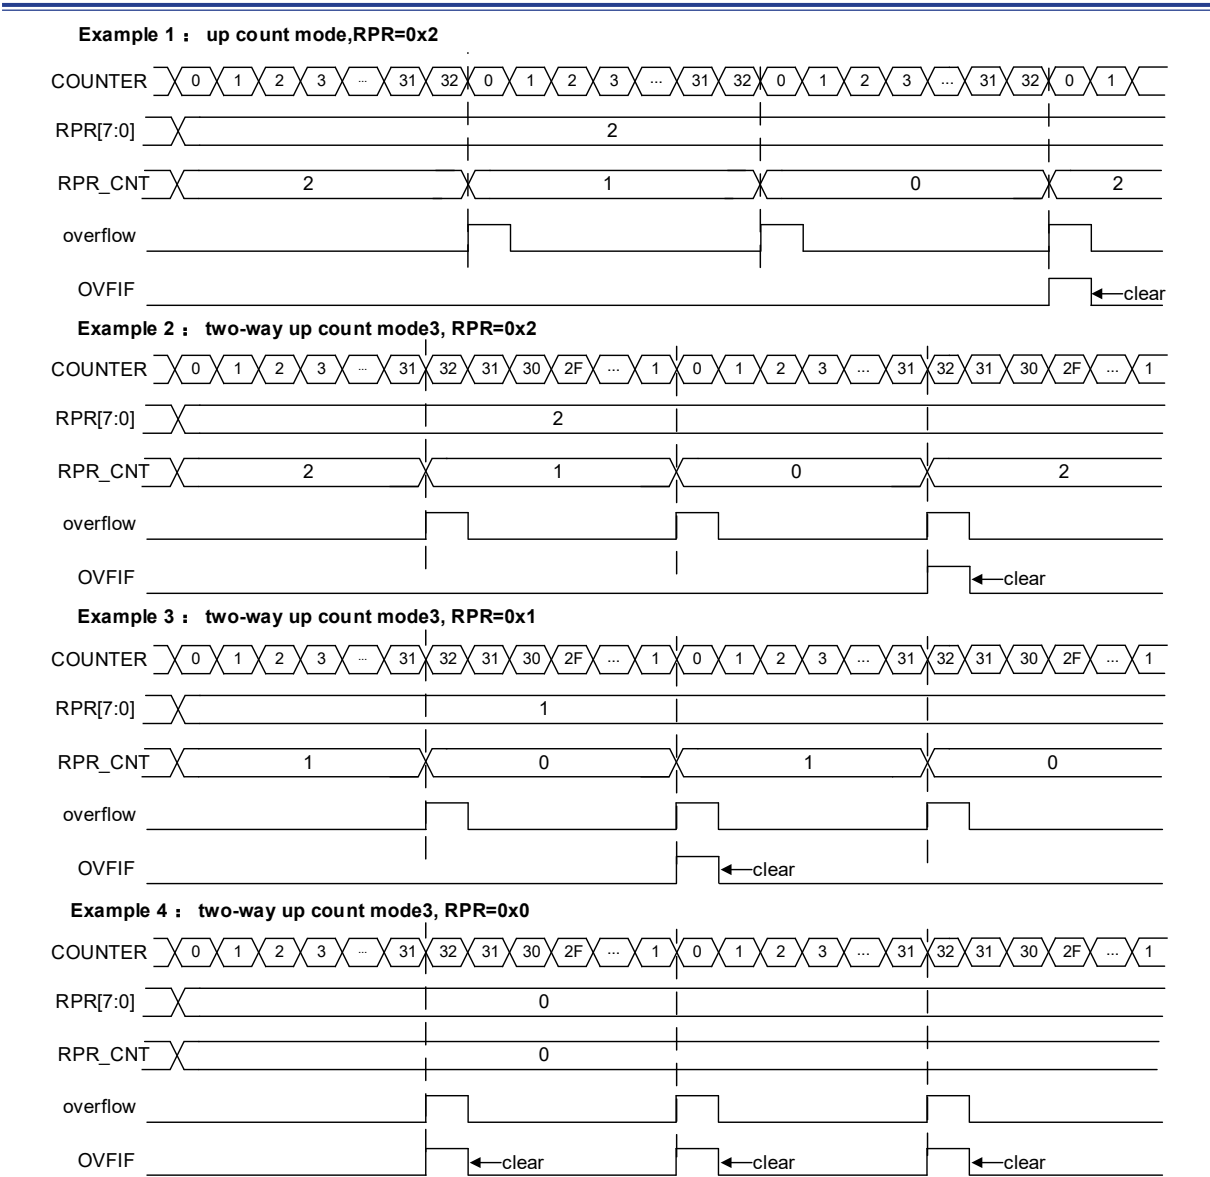 Example 1： up count mode,RPR=0x2
COUNTER 0 1 2 3 ... 31 32 0 1 2 3 ... 31 32 0 1 2 3 ... 31 32 0 1
RPR[7:0] 2
RPR_CNT 2 1 0 2
overflow
OVFIF clear
Example 2： two-way up count mode3, RPR=0x2
COUNTER 0 1 2 3 ... 31 32 31 30 2F ... 1 0 1 2 3 ... 31 32 31 30 2F ... 1
RPR[7:0] 2
RPR_CNT 2 1 0 2
overflow
OVFIF clear
Example 3： two-way up count mode3, RPR=0x1
COUNTER 0 1 2 3 ... 31 32 31 30 2F ... 1 0 1 2 3 ... 31 32 31 30 2F ... 1
RPR[7:0] 1
RPR_CNT 1 0 1 0
overflow
OVFIF clear
Example 4： two-way up count mode3, RPR=0x0
COUNTER 0 1 2 3 ... 31 32 31 30 2F ... 1 0 1 2 3 ... 31 32 31 30 2F ... 1
RPR[7:0] 0
RPR_CNT 0
overflow
OVFIF clear clear clear